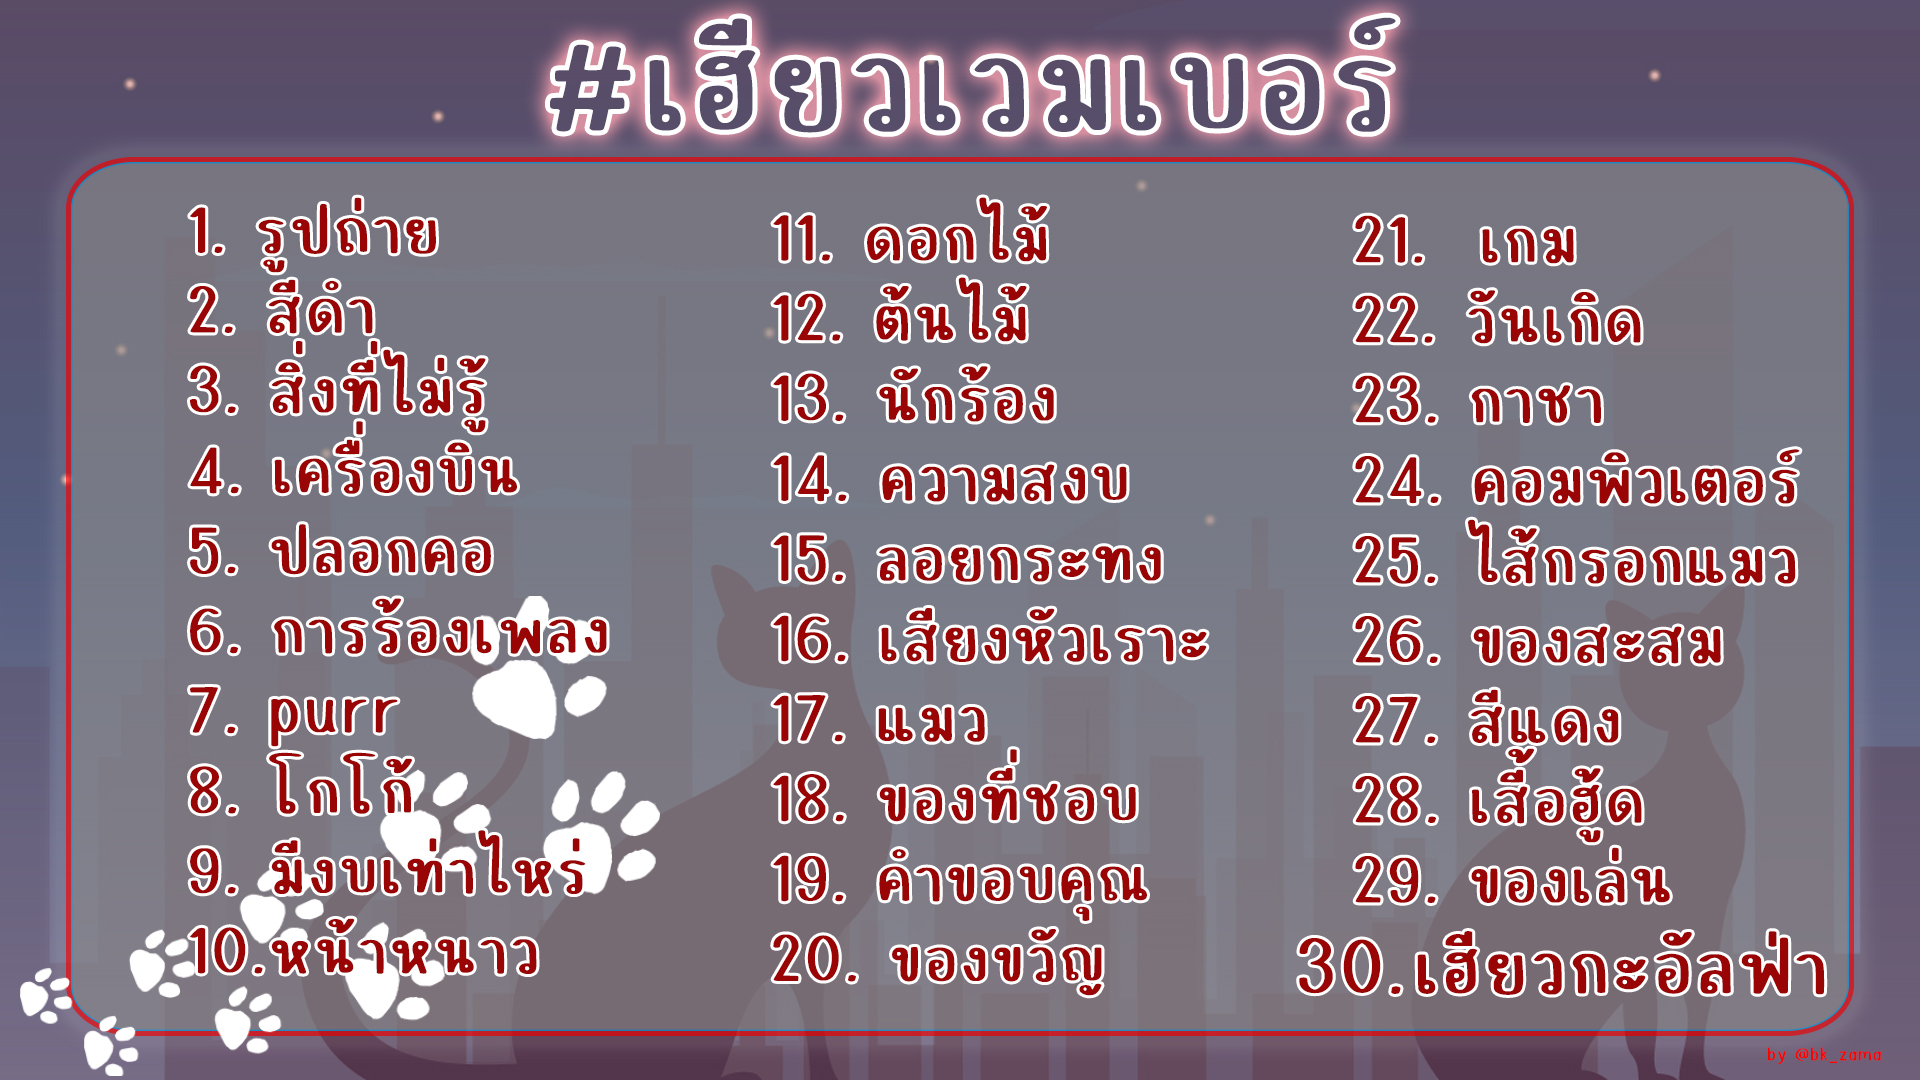 #เฮียวเวมเบอร์
1. รูปถ่าย
2. สีดำ
3. สิ่งที่ไม่รู้
4. เครื่องบิน
5. ปลอกคอ
6. การร้องเพลง
7. purr
8. โกโก้
9. มีงบเท่าไหร่
10.หน้าหนาว
11. ดอกไม้
12. ต้นไม้
13. นักร้อง
14. ความสงบ
15. ลอยกระทง
16. เสียงหัวเราะ
17. แมว
18. ของที่ชอบ
19. คำขอบคุณ
20. ของขวัญ
21. เกม
22. วันเกิด
23. กาชา
24. คอมพิวเตอร์
25. ไส้กรอกแมว
26. ของสะสม
27. สีแดง
28. เสื้อฮู้ด
29. ของเล่น
30.เฮียวกะอัลฟ่า
by @bk_zama